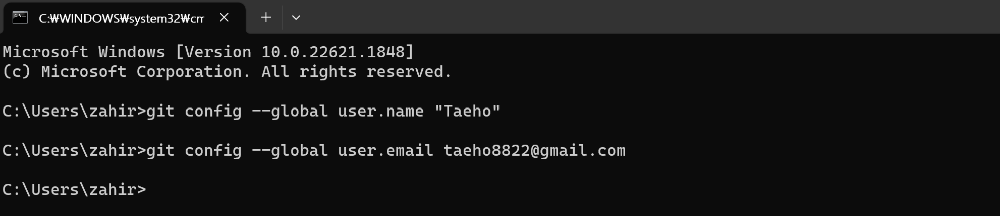 C:₩WINDOWS₩system32₩cm
Microsoft Windows [Version 10.0.22621.1848]
(c) Microsoft Corporation. All rights reserved.
C:\Users\zahir>git config --global user.name "Taeho"
C:\Users\zahir>git config --global user.email taeho8822@gmail.com
C:\Users\zahir>